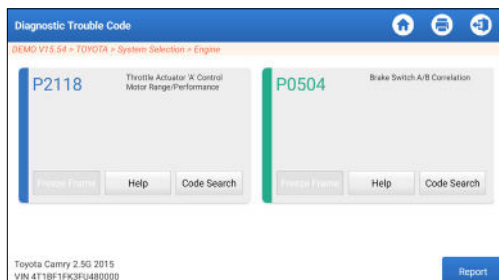 Diagnostic Trouble Code
DEMO V15.54 > TOYOTA > System Selection > Engine
P2118
Throttle Actuator 'A' Control
Motor Range/Performance
Freeze Frame
Help
Code Search
P0504
Brake Switch A/B Correlation
Freeze Frame
Help
Code Search
Toyota Camry 2.5G 2015
VIN 4T1BF1FK3FU480000
Report